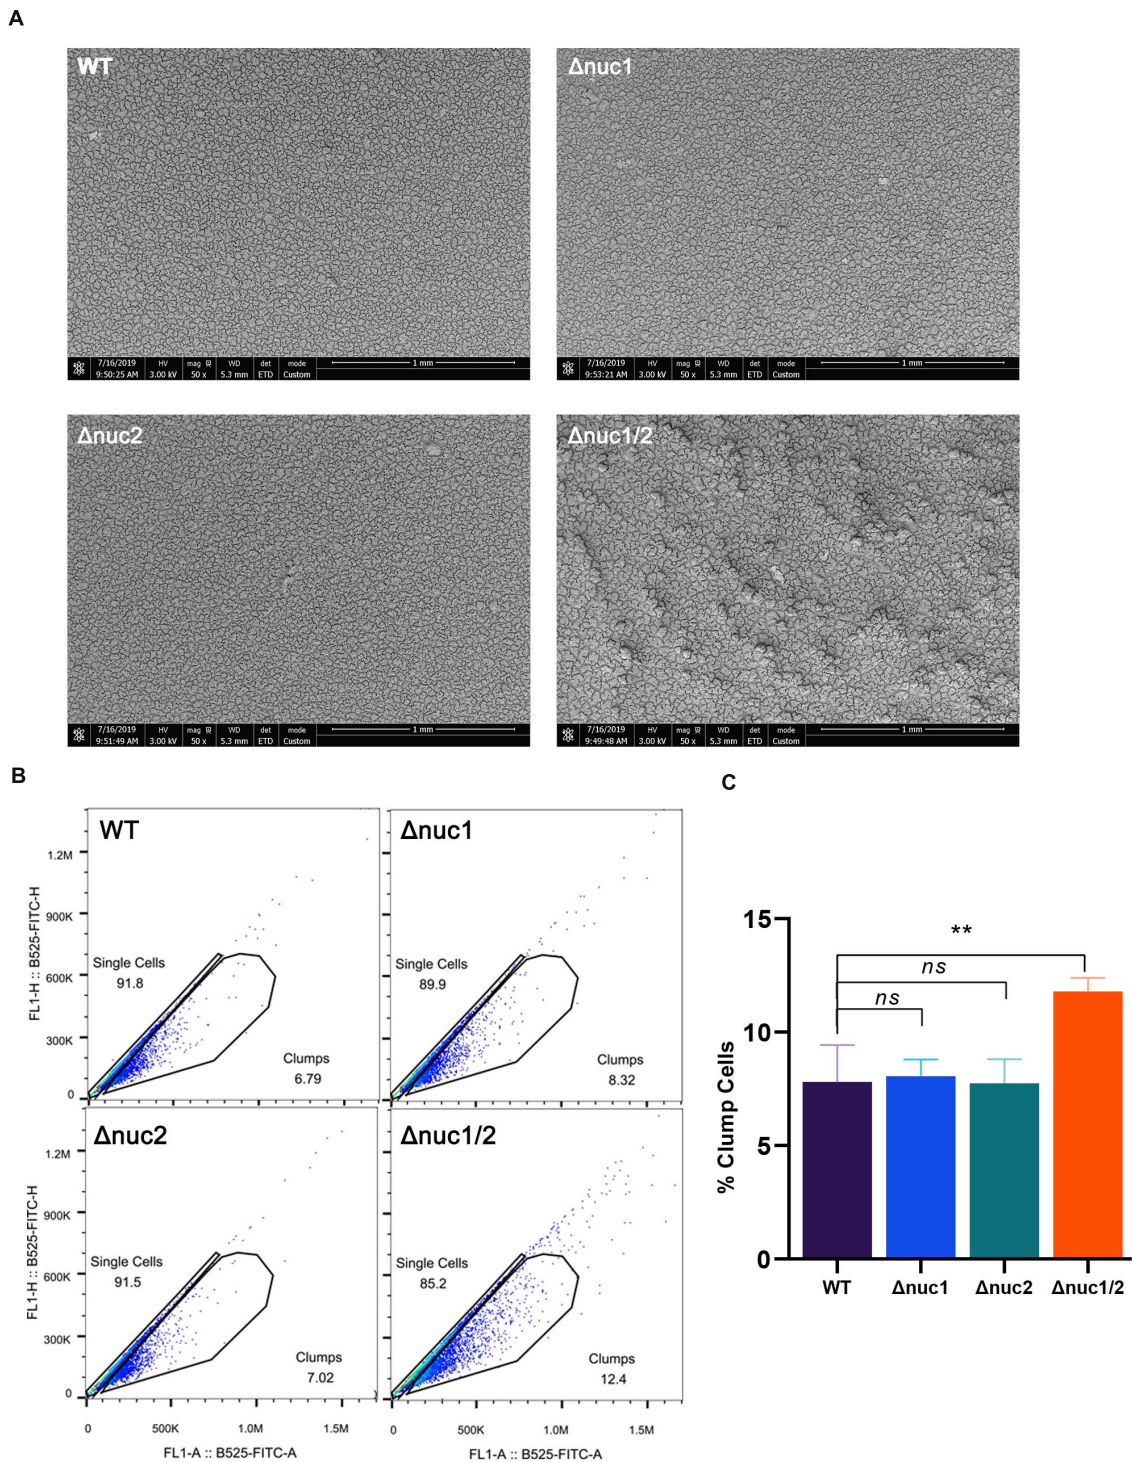 A
WT
7/16/2019 HV mag WD det mode 1 mm
9:50:25 AM 3.00 kV 50 x 5.3 mm ETD Custom
Δnuc1
7/16/2019 HV mag WD det mode 1 mm
9:53:21 AM 3.00 kV 50 x 5.3 mm ETD Custom
Δnuc2
7/16/2019 HV mag WD det mode 1 mm
9:51:49 AM 3.00 kV 50 x 5.3 mm ETD Custom
Δnuc1/2
7/16/2019 HV mag WD det mode 1 mm
9:49:48 AM 3.00 kV 50 x 5.3 mm ETD Custom
B
FL1-H :: B525-FITC-H
1.2M
900K
600K
300K
0
WT
Single Cells
91.8
Clumps
6.79
Δnuc1
Single Cells
89.9
Clumps
8.32
FL1-H :: B525-FITC-H
1.2M
900K
600K
300K
0
Δnuc2
Single Cells
91.5
Clumps
7.02
Δnuc1/2
Single Cells
85.2
Clumps
12.4
0 500K 1.0M 1.5M
0 500K 1.0M 1.5M
FL1-A :: B525-FITC-A
FL1-A :: B525-FITC-A
C
% Clump Cells
15
10
5
0
**
ns
ns
WT Δnuc1 Δnuc2 Δnuc1/2